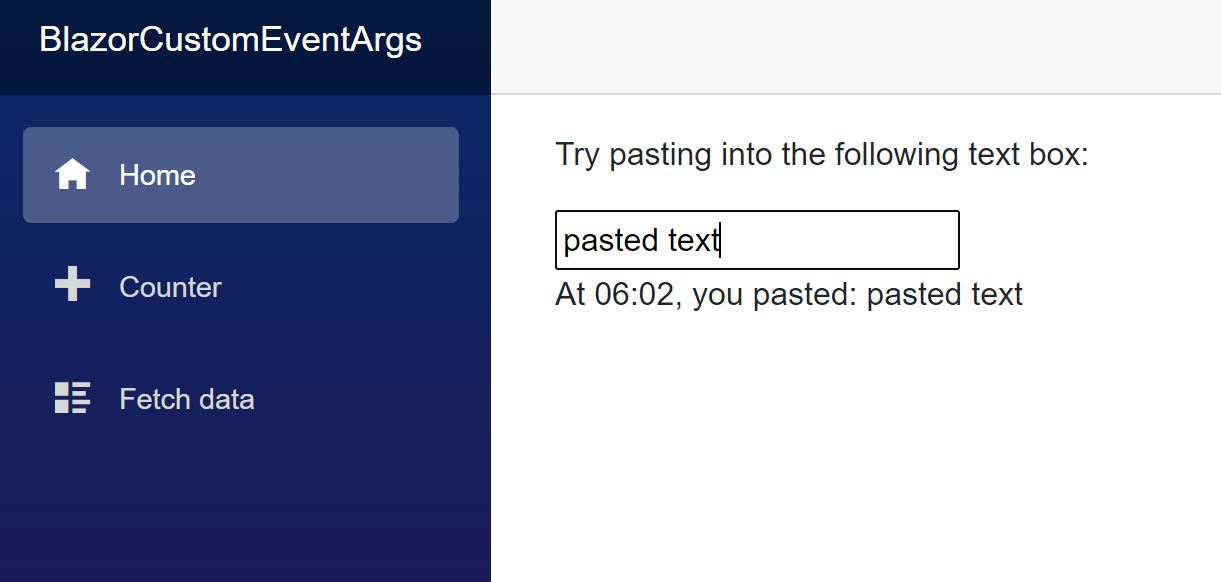 BlazorCustomEventArgs
Home
Counter
Fetch data
Try pasting into the following text box:
pasted text
At 06:02, you pasted: pasted text